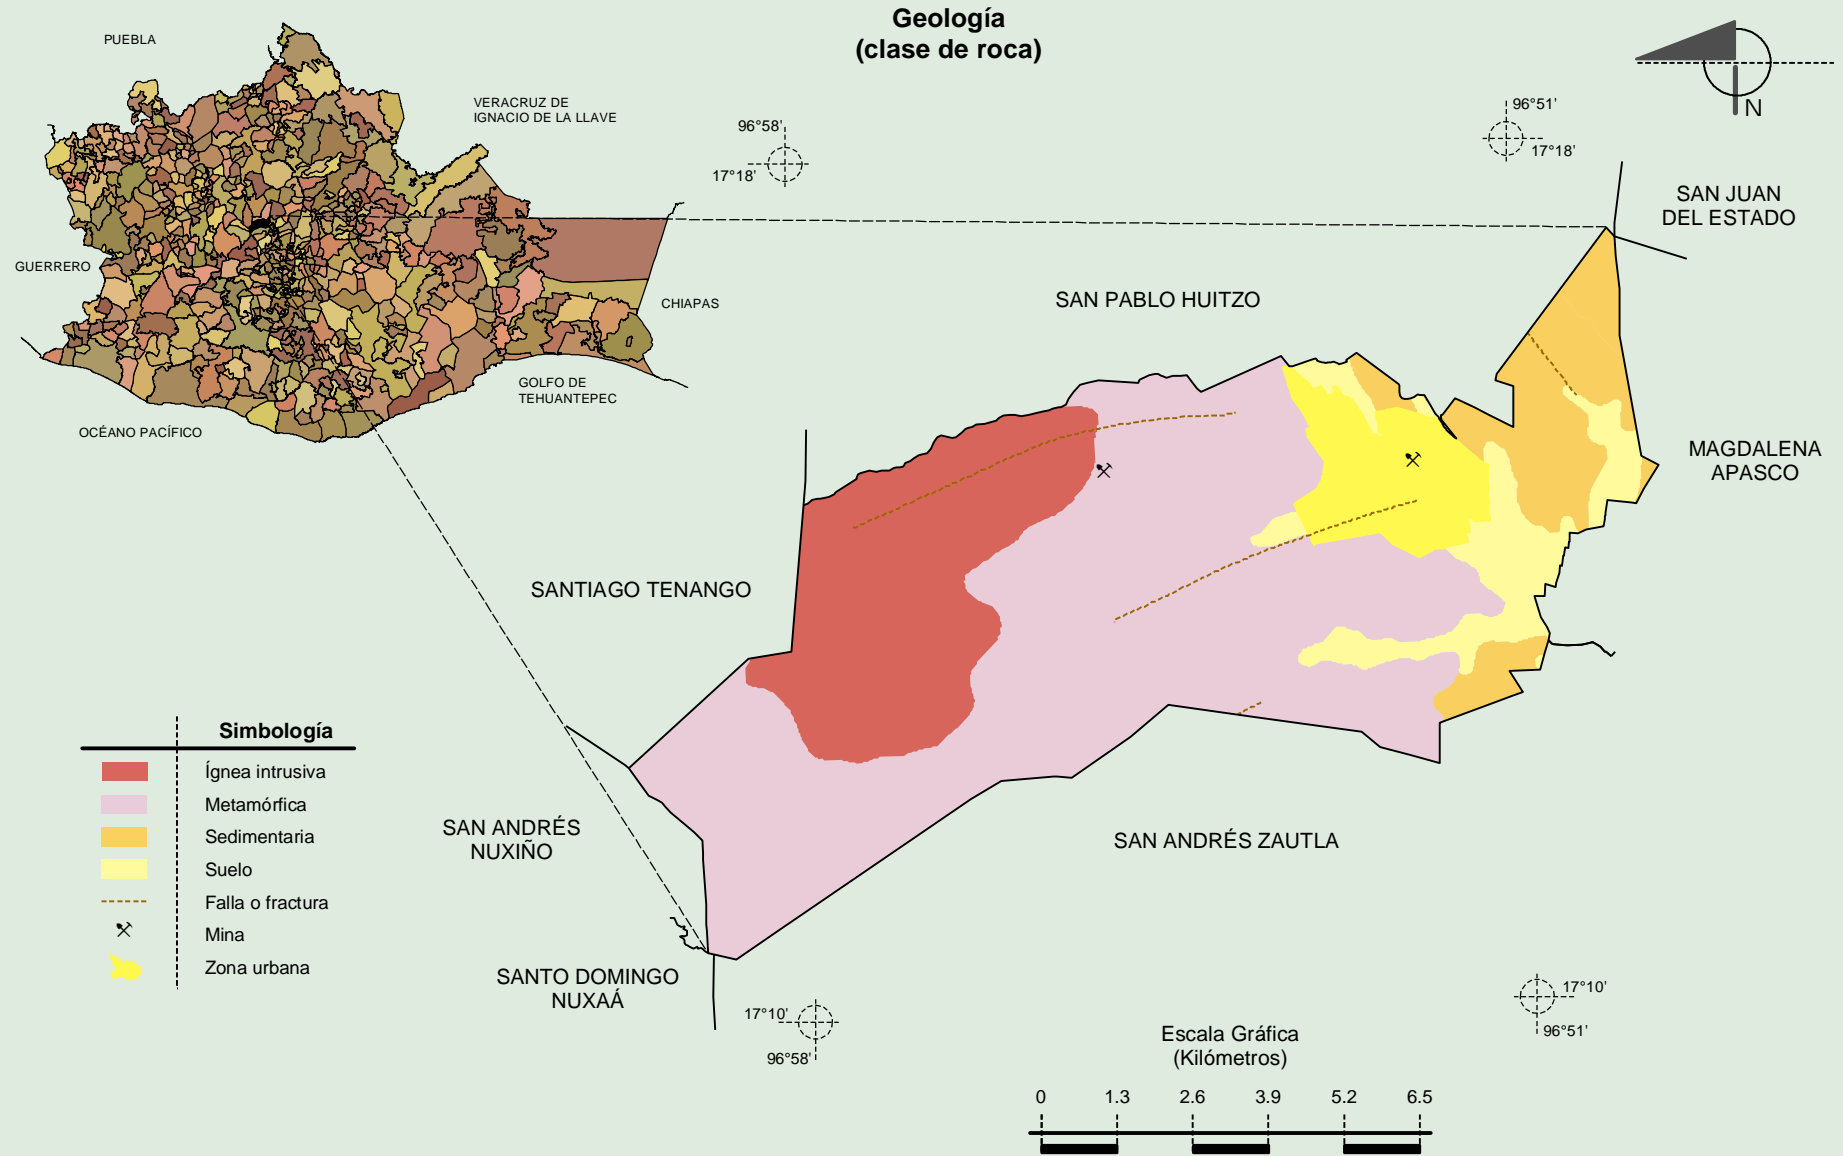 Geología
(clase de roca)
PUEBLA
VERACRUZ DE
IGNACIO DE LA LLAVE
GUERRERO
CHIAPAS
GOLFO DE
TEHUANTEPEC
OCÉANO PACÍFICO
96°58'
17°18'
96°51'
17°18'
N
SAN JUAN
DEL ESTADO
SAN PABLO HUITZO
MAGDALENA
APASCO
SANTIAGO TENANGO
SAN ANDRÉS
NUXIÑO
SAN ANDRÉS ZAUTLA
SANTO DOMINGO
NUXAÁ
Simbología
Ígnea intrusiva
Metamórfica
Sedimentaria
Suelo
Falla o fractura
Mina
Zona urbana
17°10'
96°58'
17°10'
96°51'
Escala Gráfica
(Kilómetros)
0 1.3 2.6 3.9 5.2 6.5